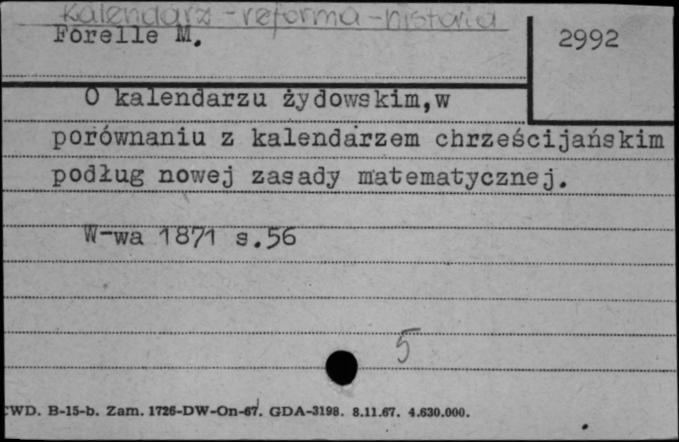 Kalendarz - reforma - historia
Forelle M.
2992
O kalendarzu żydowskim,w
porównaniu z kalendarzem chrześcijańskim
podług nowej zasady matematycznej.
W-wa 1871 s.56
5
CWD. B-15-b. Zam. 1726-DW-On-67. GDA-3198. 8.11.67. 4.630.000.